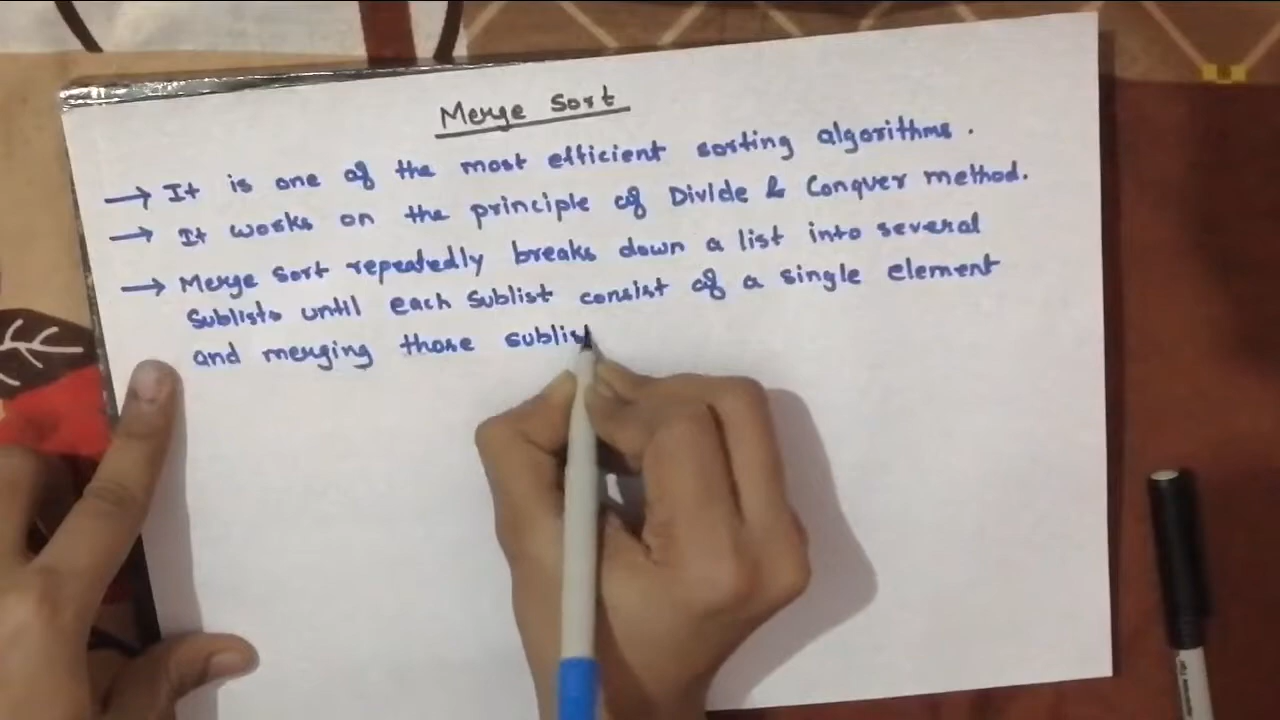 Merge Sort
→ It is one of the most efficient sorting algorithms.
→ It works on the principle of Divide & Conquer method.
→ Merge Sort repeatedly breaks down a list into several
Sublists until each Sublist consist of a single element
and merging those sublist